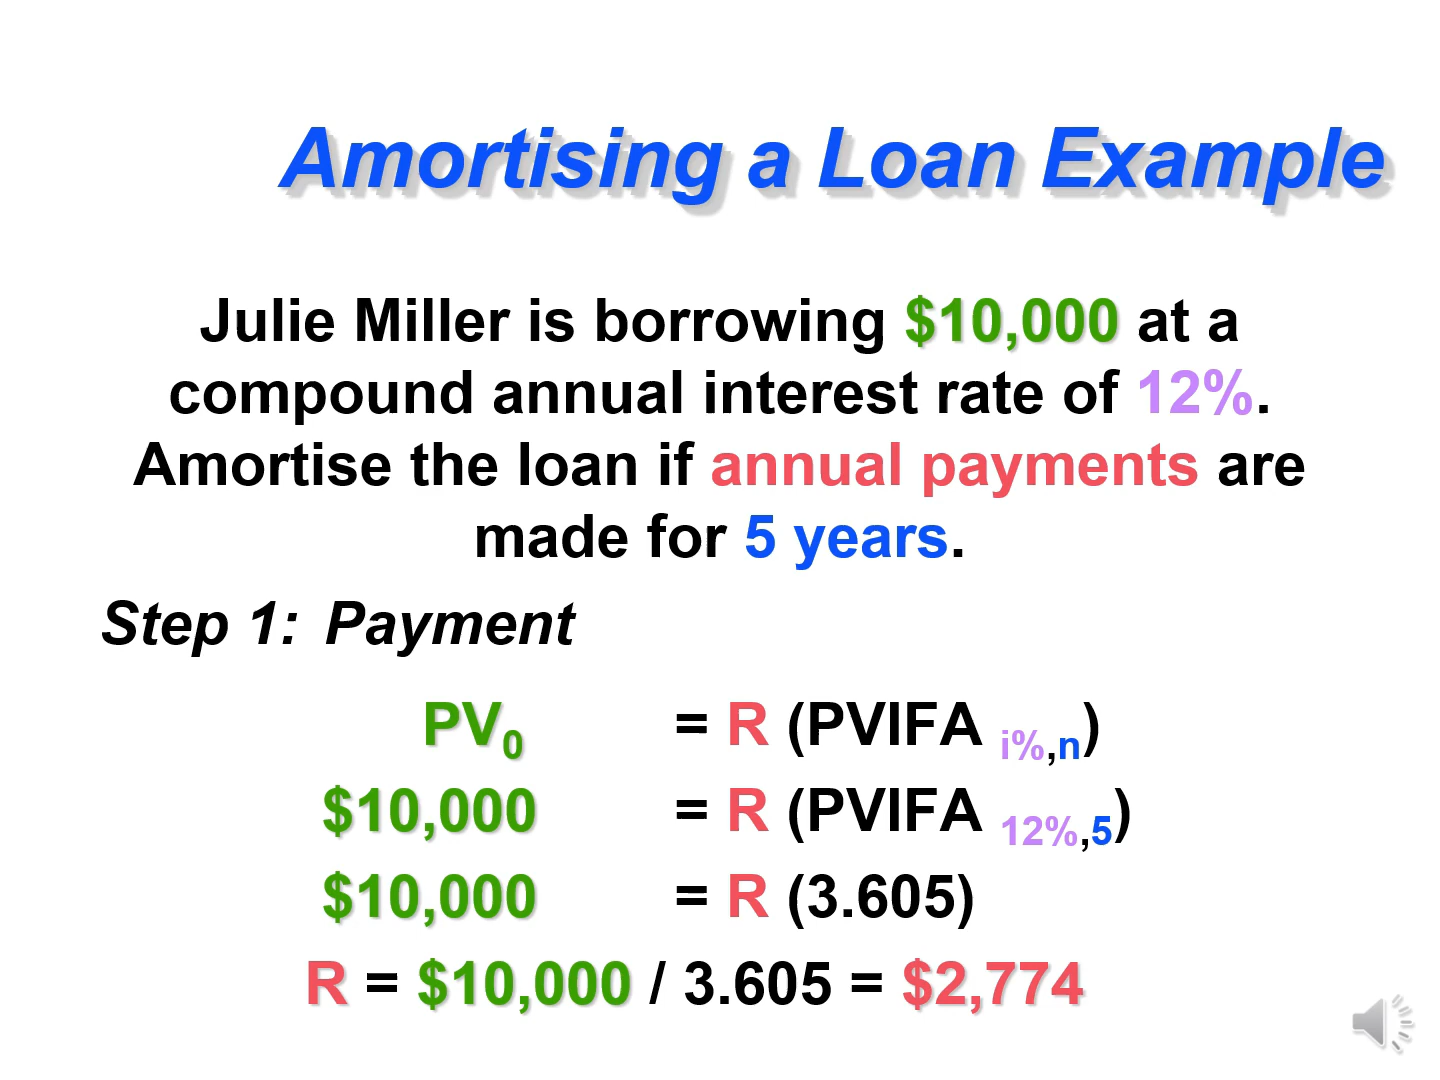 Amortising a Loan Example
Julie Miller is borrowing $10,000 at a
compound annual interest rate of 12%.
Amortise the loan if annual payments are
made for 5 years.
Step 1: Payment
PV0 = R (PVIFA i%,n)
$10,000 = R (PVIFA 12%,5)
$10,000 = R (3.605)
R = $10,000 / 3.605 = $2,774